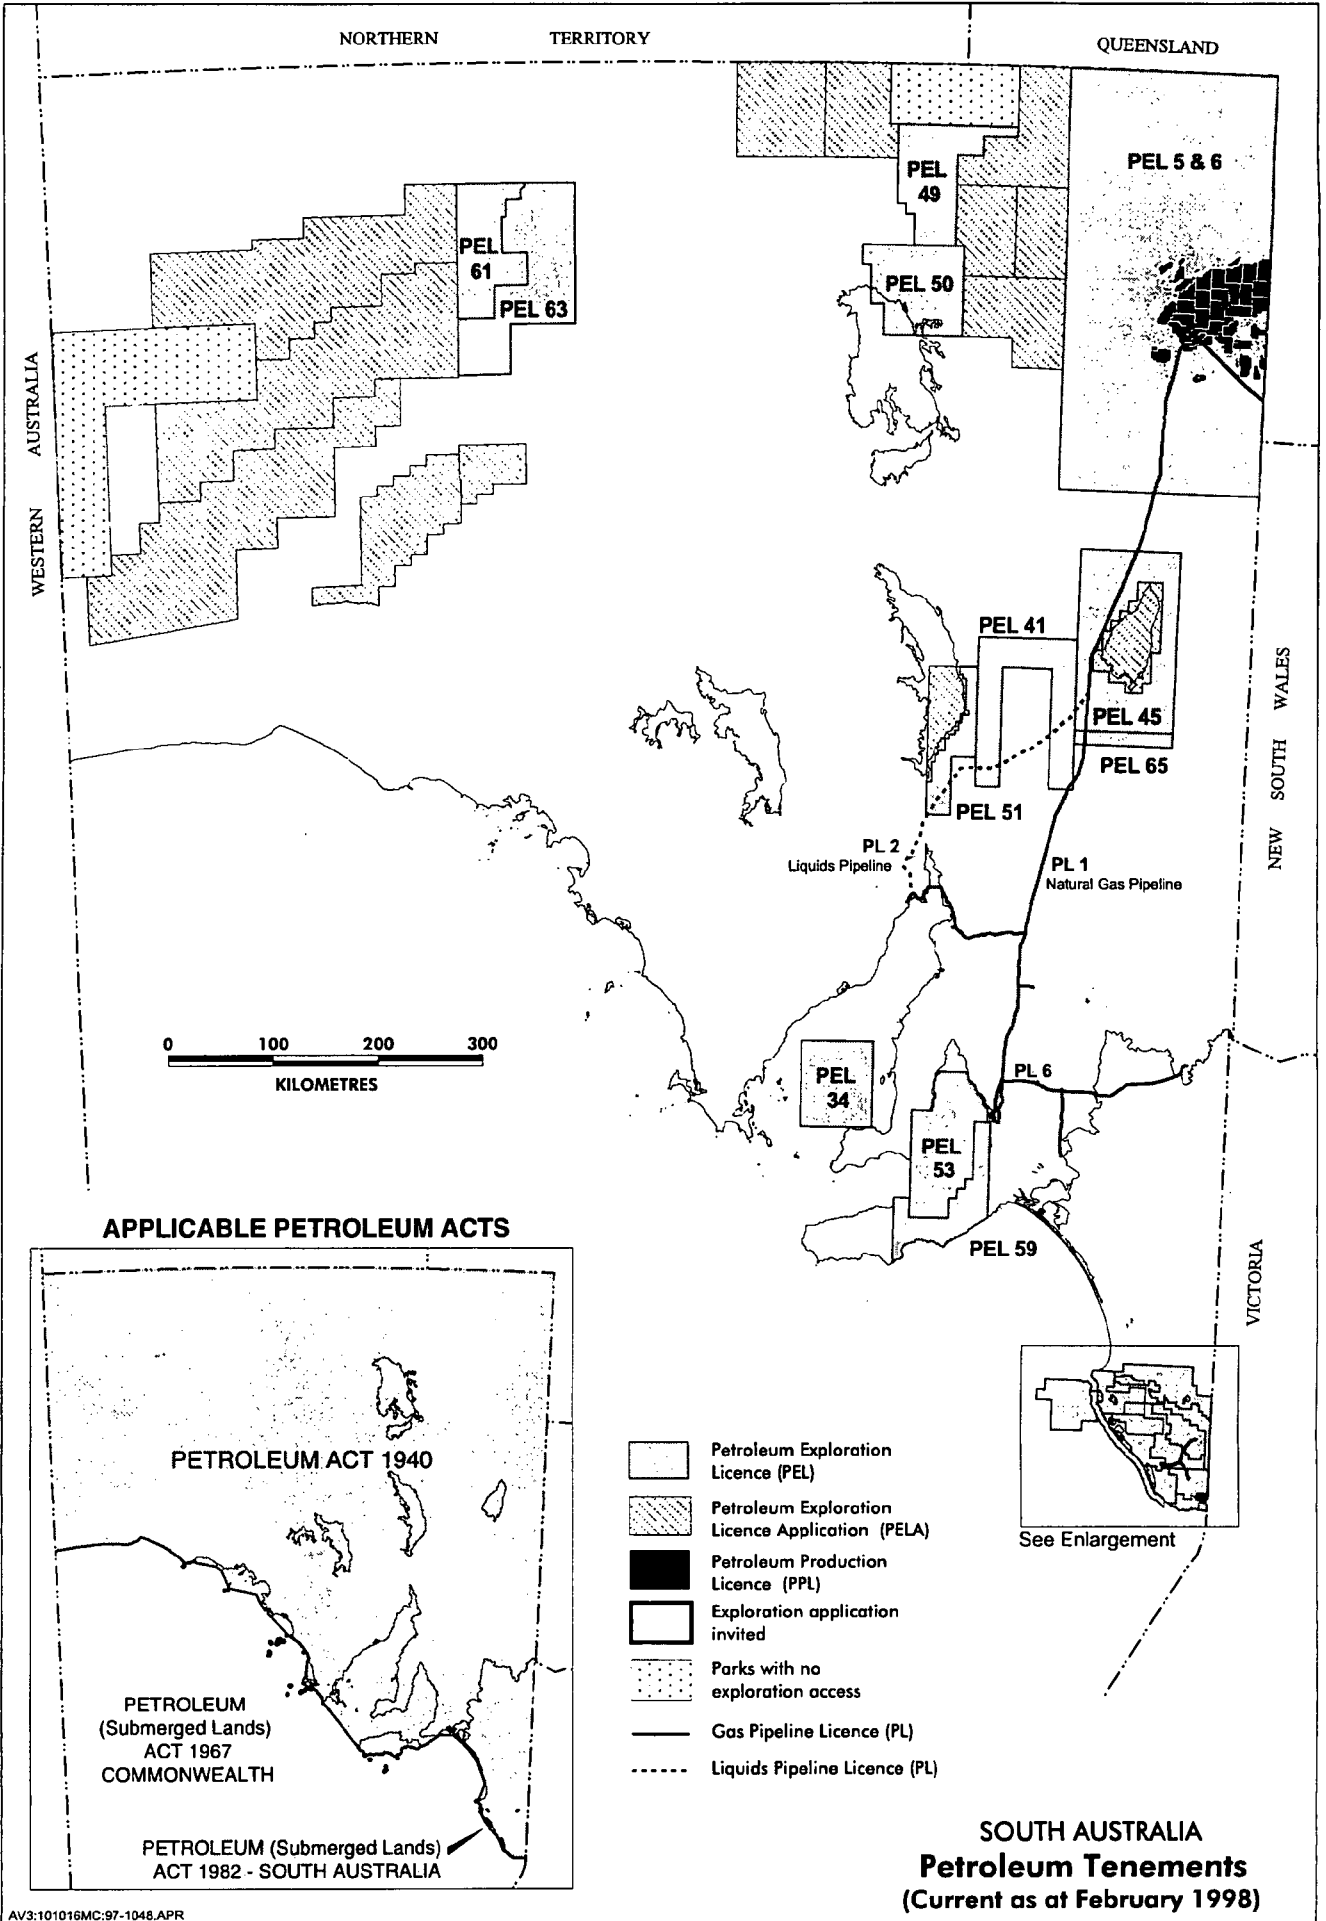 NORTHERN TERRITORY
QUEENSLAND
PEL 5 & 6
PEL
49
PEL
61
PEL 63
PEL 50
WESTERN AUSTRALIA
PEL 41
PEL 45
PEL 65
PEL 51
NEW SOUTH WALES
PL 2
Liquids Pipeline
PL 1
Natural Gas Pipeline
0 100 200 300
KILOMETRES
PEL
34
PL 6
PEL
53
PEL 59
VICTORIA
See Enlargement
APPLICABLE PETROLEUM ACTS
PETROLEUM ACT 1940
PETROLEUM
(Submerged Lands)
ACT 1967
COMMONWEALTH
PETROLEUM (Submerged Lands)
ACT 1982 - SOUTH AUSTRALIA
Petroleum Exploration
Licence (PEL)
Petroleum Exploration
Licence Application (PELA)
Petroleum Production
Licence (PPL)
Exploration application
invited
Parks with no
exploration access
Gas Pipeline Licence (PL)
Liquids Pipeline Licence (PL)
SOUTH AUSTRALIA
Petroleum Tenements
(Current as at February 1998)
AV3:101016MC:97-1048.APR